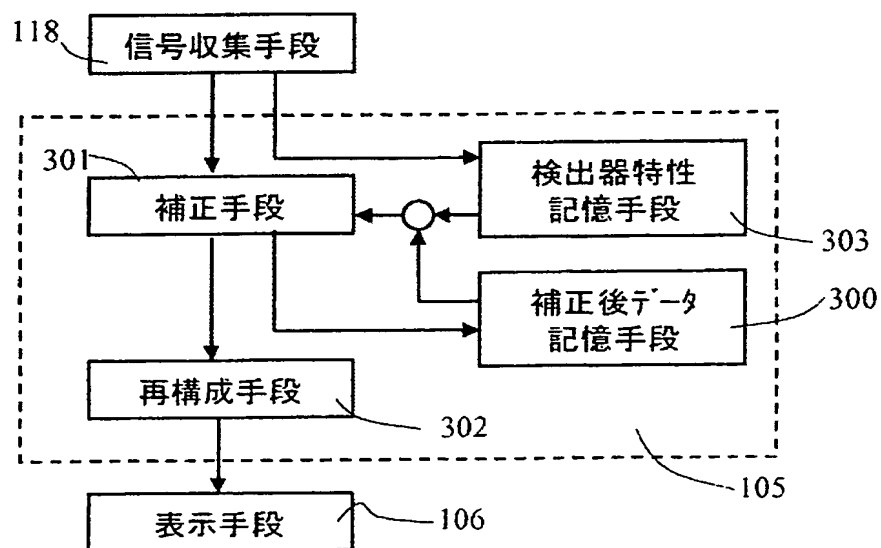 118
信号収集手段
301
補正手段
検出器特性
記憶手段
303
補正後データ
記憶手段
300
再構成手段
302
105
表示手段
106